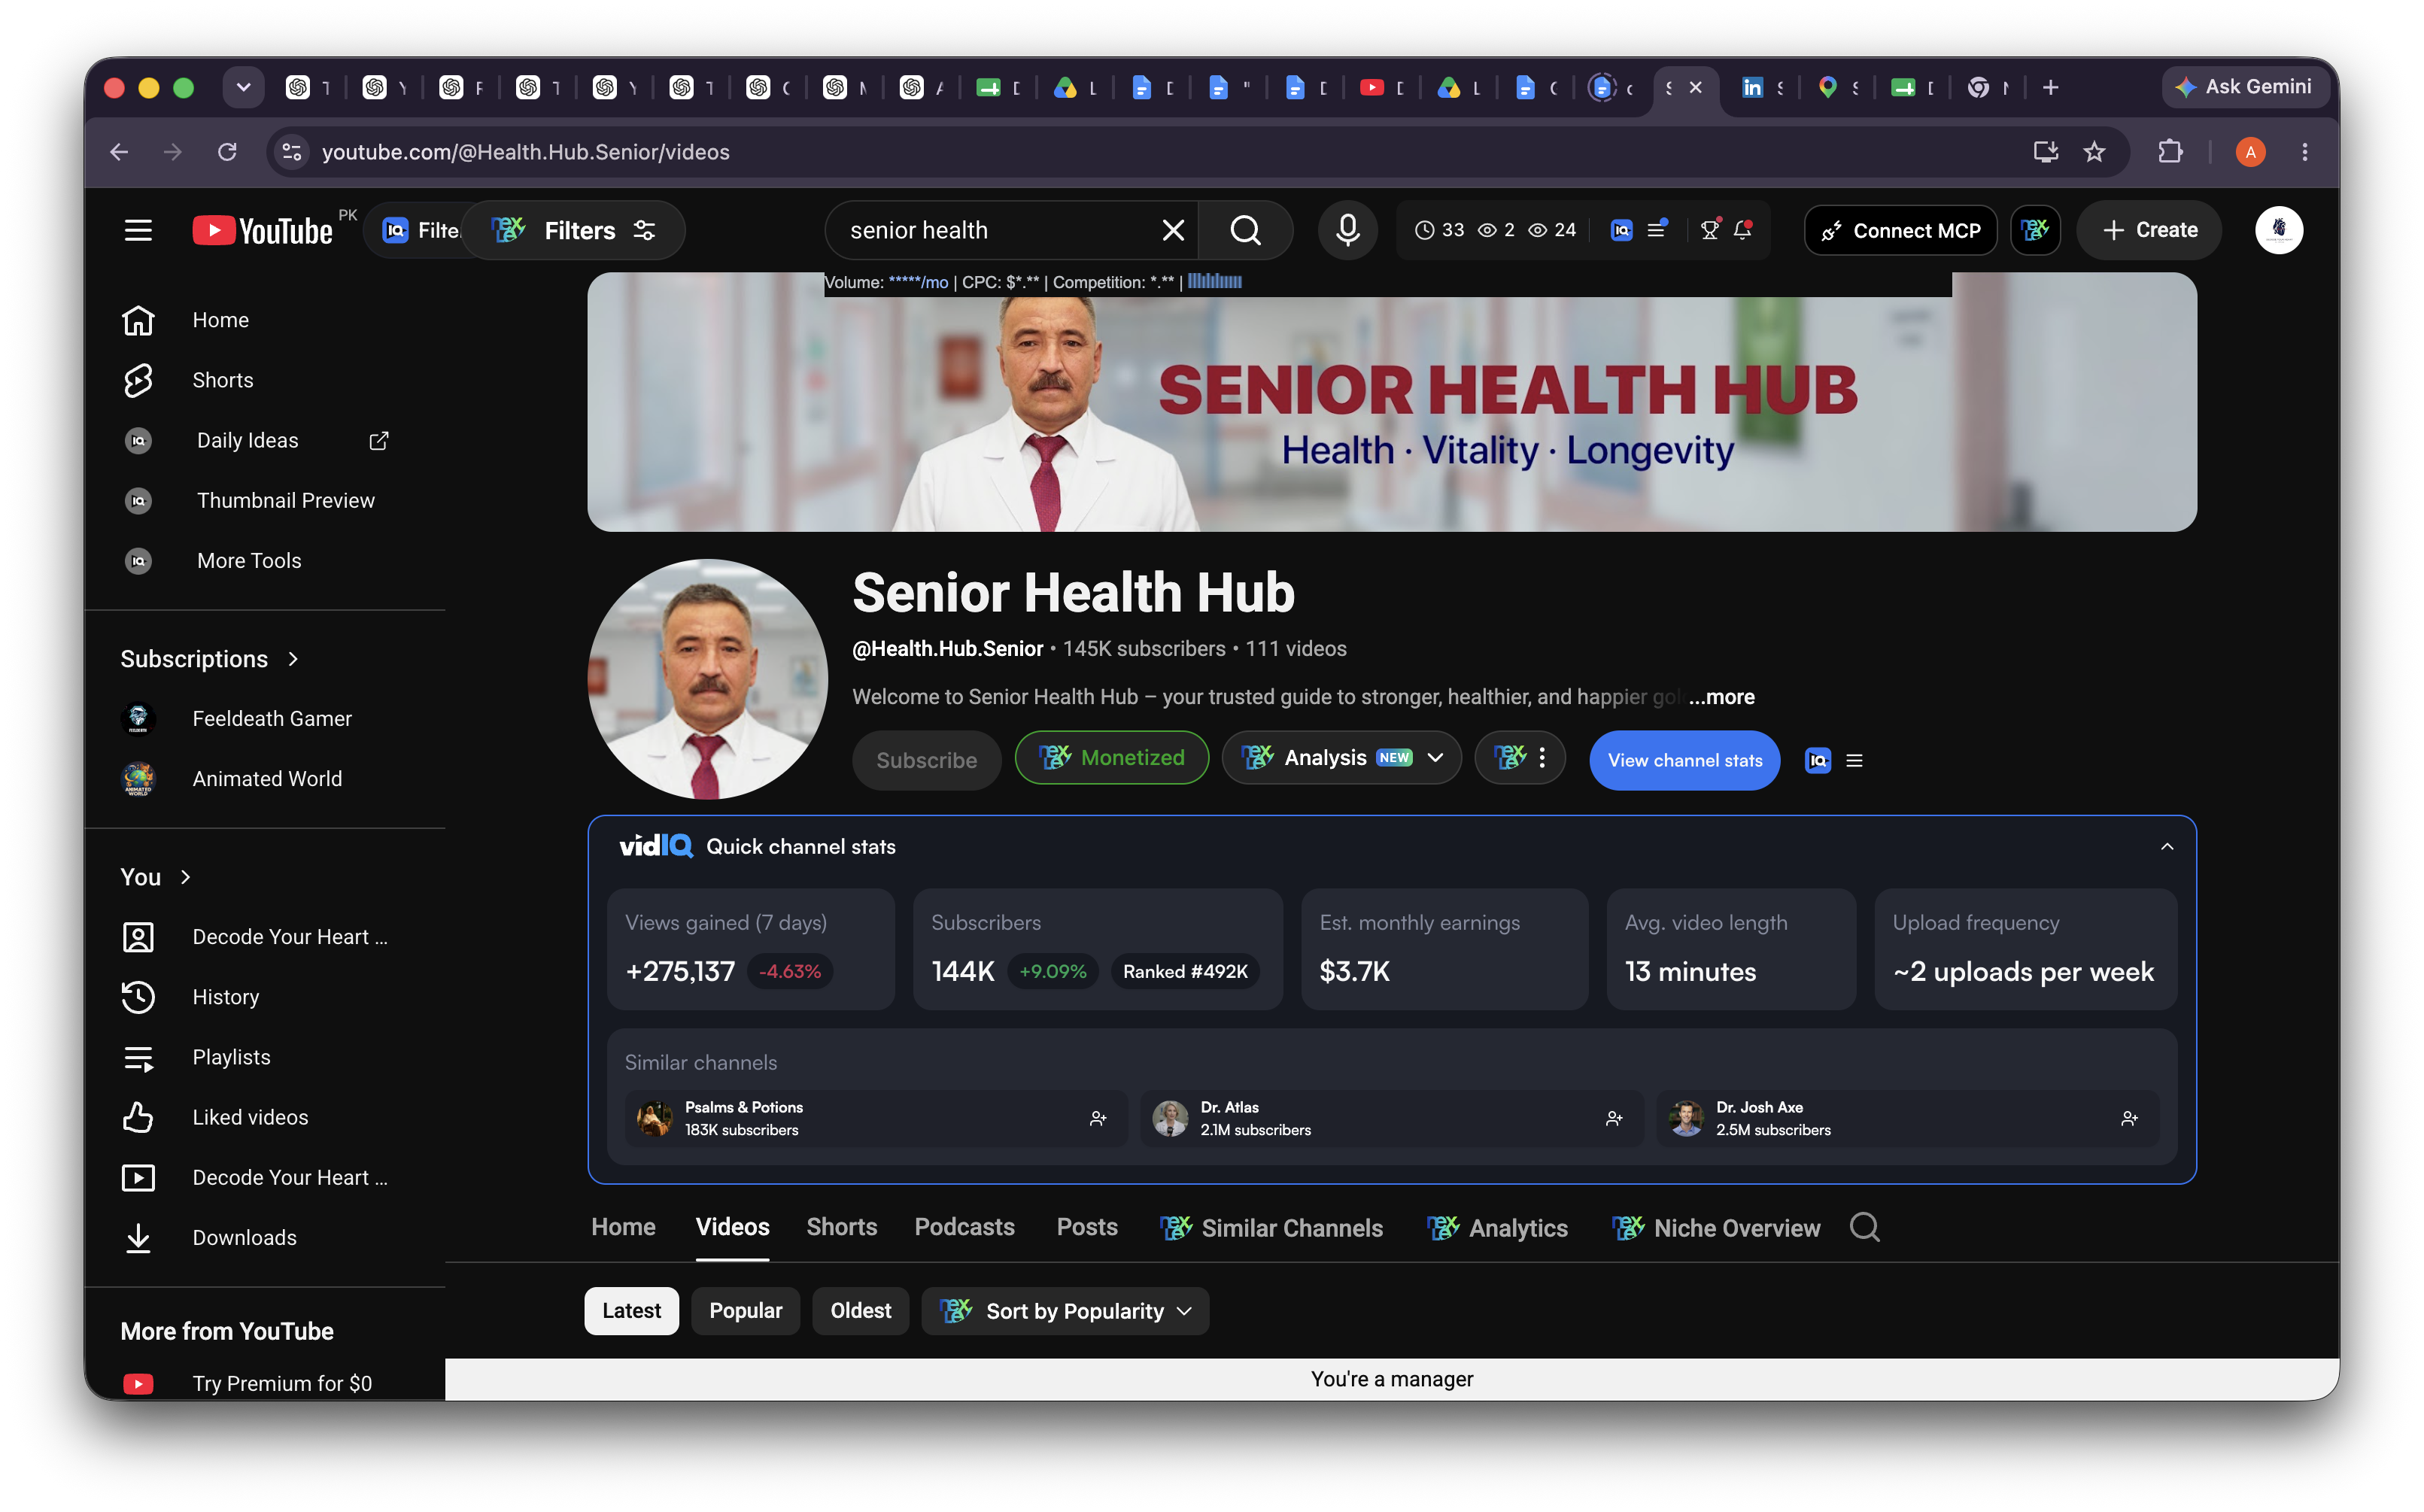 T
Y
F
T
Y
T
C
M
A
D
L
D
"
D
D
L
C
c
S
S
S
D
N
Ask Gemini
youtube.com/@Health.Hub.Senior/videos
A
YouTube PK
Filte
Filters
senior health
33
2
24
Connect MCP
Create
Volume: *****/mo | CPC: $*.** | Competition: *.** |
SENIOR HEALTH HUB
Health · Vitality · Longevity
Home
Shorts
Daily Ideas
Thumbnail Preview
More Tools
Subscriptions
Feeldeath Gamer
Animated World
You
Decode Your Heart ...
History
Playlists
Liked videos
Decode Your Heart ...
Downloads
More from YouTube
Try Premium for $0
Senior Health Hub
@Health.Hub.Senior • 145K subscribers • 111 videos
Welcome to Senior Health Hub – your trusted guide to stronger, healthier, and happier gol ...more
Subscribe
Monetized
Analysis NEW
View channel stats
vidIQ Quick channel stats
Views gained (7 days)
+275,137 -4.63%
Subscribers
144K +9.09% Ranked #492K
Est. monthly earnings
$3.7K
Avg. video length
13 minutes
Upload frequency
~2 uploads per week
Similar channels
Psalms & Potions
183K subscribers
Dr. Atlas
2.1M subscribers
Dr. Josh Axe
2.5M subscribers
Home
Videos
Shorts
Podcasts
Posts
Similar Channels
Analytics
Niche Overview
Latest
Popular
Oldest
Sort by Popularity
You're a manager